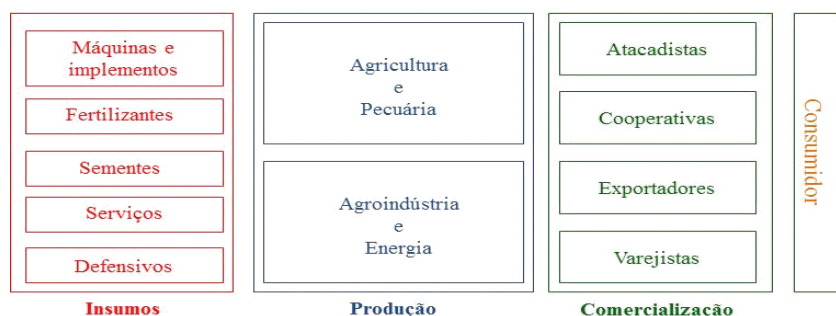 Máquinas e
implementos
Fertilizantes
Sementes
Serviços
Defensivos
Insumos
Agricultura
e
Pecuária
Agroindústria
e
Energia
Produção
Atacadistas
Cooperativas
Exportadores
Varejistas
Comercialização
Consumidor